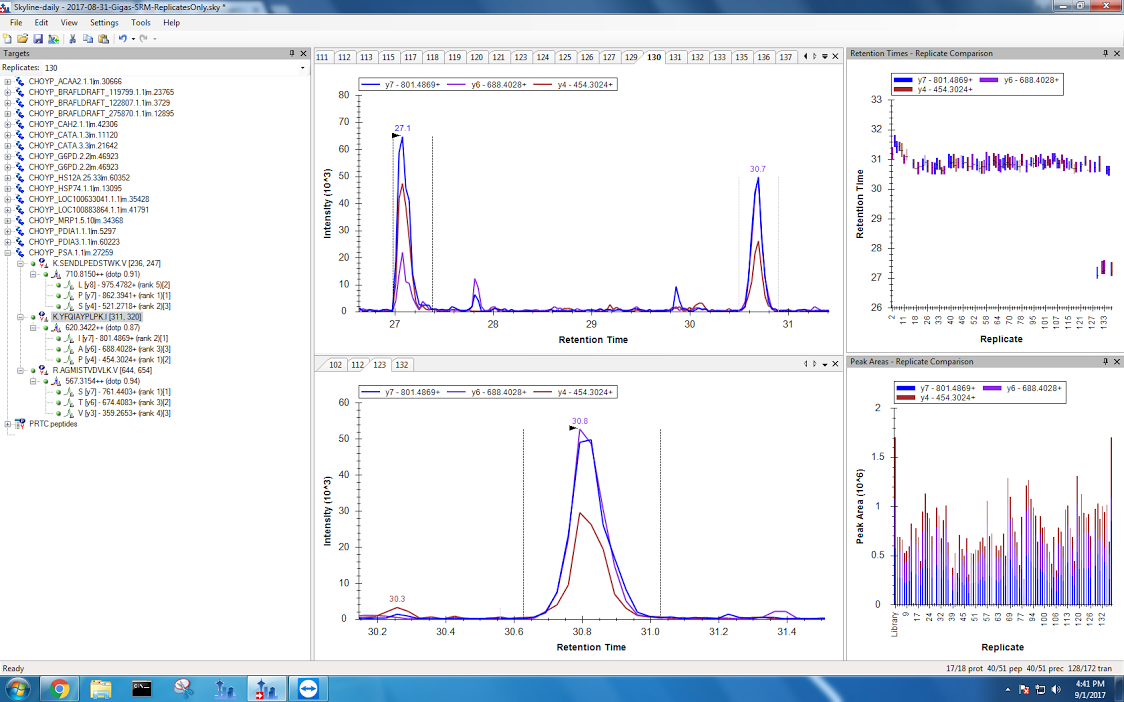 Skyline-daily - 2017-08-31-Gigas-SRM-ReplicatesOnly.sky *
File Edit View Settings Tools Help
Targets
Replicates: 130
CHOYP_ACAA2.1.1|m.30666
CHOYP_BRAFLDRAFT_119799.1.1|m.23765
CHOYP_BRAFLDRAFT_122807.1.1|m.3729
CHOYP_BRAFLDRAFT_275870.1.1|m.12895
CHOYP_CAH2.1.1|m.42306
CHOYP_CATA.1.3|m.11120
CHOYP_CATA.3.3|m.21642
CHOYP_G6PD.2.2|m.46923
CHOYP_G6PD.2.2|m.46923
CHOYP_HS12A.25.33|m.60352
CHOYP_HSP74.1.1|m.13095
CHOYP_LOC100633041.1.1|m.35428
CHOYP_LOC100883864.1.1|m.41791
CHOYP_MRP1.5.10|m.34368
CHOYP_PDIA1.1.1|m.5297
CHOYP_PDIA3.1.1|m.60223
CHOYP_PSA.1.1|m.27259
K.SENDLPEDSTWK.V [236, 247]
710.8150++ (dotp 0.91)
L [y8] - 975.4782+ (rank 5)[2]
P [y7] - 862.3941+ (rank 1)[1]
S [y4] - 521.2718+ (rank 2)[3]
K.YFQIAYPLPK.I [311, 320]
620.3422++ (dotp 0.87)
I [y7] - 801.4869+ (rank 2)[1]
A [y6] - 688.4028+ (rank 3)[3]
P [y4] - 454.3024+ (rank 1)[2]
R.AGMISTVDVLK.V [644, 654]
567.3154++ (dotp 0.94)
S [y7] - 761.4403+ (rank 1)[1]
T [y6] - 674.4083+ (rank 3)[2]
V [y3] - 359.2653+ (rank 4)[3]
PRTC peptides
111 112 113 115 117 118 119 120 121 123 125 126 127 129 130 131 132 133 135 136 137
y7 - 801.4869+ y6 - 688.4028+ y4 - 454.3024+
80
70
60
50
40
30
20
10
0
Intensity (10^3)
27.1
30.7
27 28 29 30 31
Retention Time
102 112 123 132
y7 - 801.4869+ y6 - 688.4028+ y4 - 454.3024+
60
50
40
30
20
10
0
Intensity (10^3)
30.8
30.3
30.2 30.4 30.6 30.8 31.0 31.2 31.4
Retention Time
Retention Times - Replicate Comparison
y7 - 801.4869+ y6 - 688.4028+
y4 - 454.3024+
33
32
31
30
29
28
27
26
Retention Time
2 11 18 26 33 40 46 52 58 64 70 78 85 95 101 107 115 121 127 133
Replicate
Peak Areas - Replicate Comparison
y7 - 801.4869+ y6 - 688.4028+
y4 - 454.3024+
2
1.5
1
0.5
0
Peak Area (10^6)
Library 9 17 24 32 39 45 51 57 63 69 77 84 94 100 106 113 120 126 132
Replicate
Ready
17/18 prot 40/51 pep 40/51 prec 128/172 tran
4:41 PM
9/1/2017